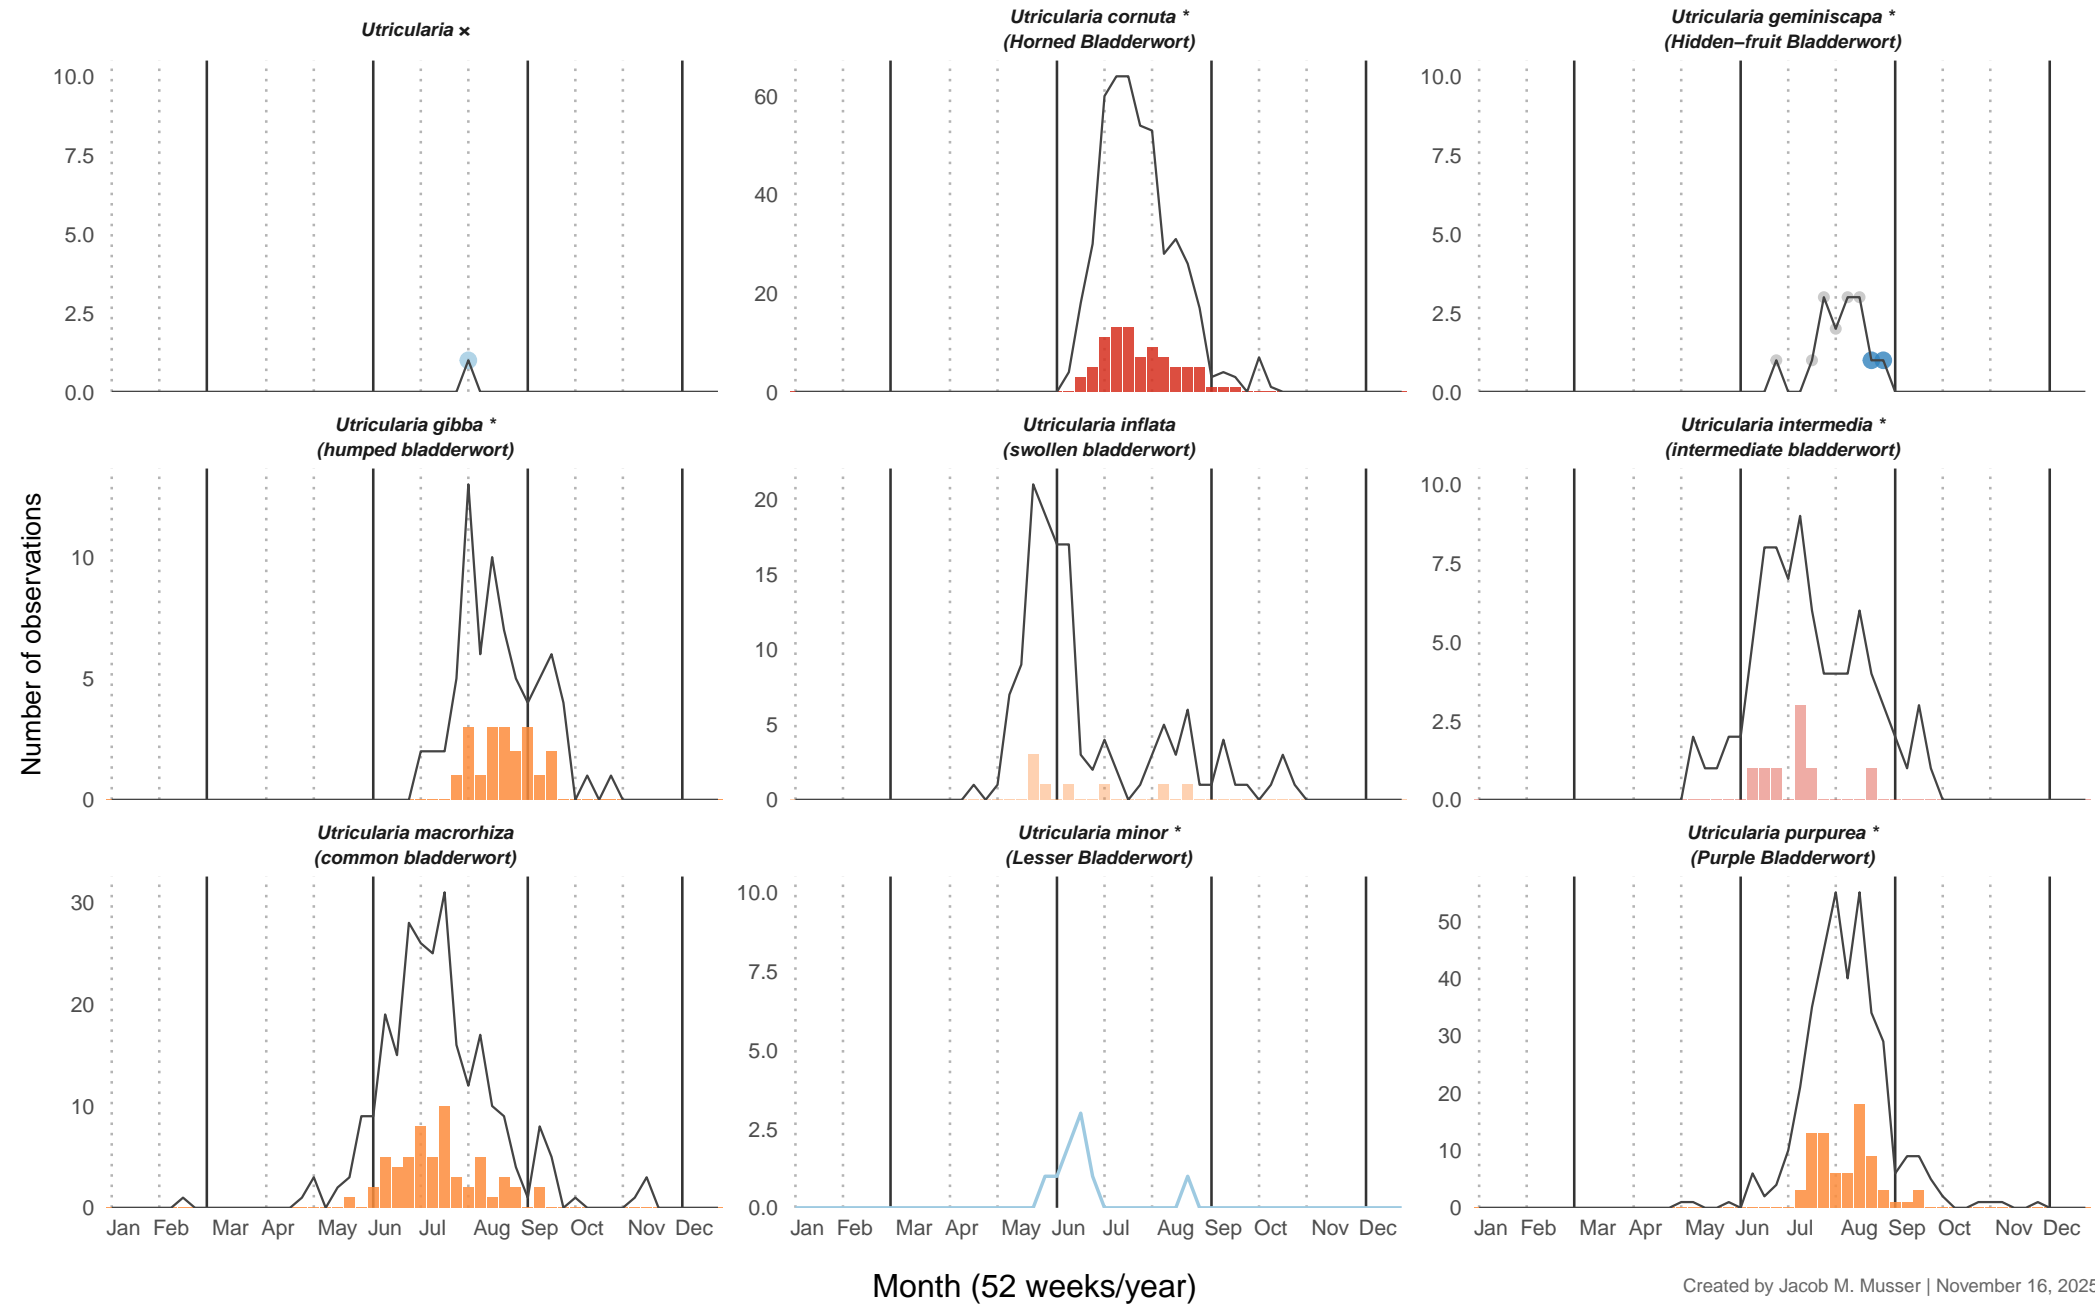 Utricularia ×
10.0
7.5
5.0
2.5
0.0
Utricularia cornuta *
(Horned Bladderwort)
60
40
20
0
Utricularia geminiscapa *
(Hidden−fruit Bladderwort)
10.0
7.5
5.0
2.5
0.0
Number of observations
Utricularia gibba *
(humped bladderwort)
10
5
0
Utricularia inflata
(swollen bladderwort)
20
15
10
5
0
Utricularia intermedia *
(intermediate bladderwort)
10.0
7.5
5.0
2.5
0.0
Utricularia macrorhiza
(common bladderwort)
30
20
10
0
Jan Feb Mar Apr May Jun Jul Aug Sep Oct Nov Dec
Utricularia minor *
(Lesser Bladderwort)
10.0
7.5
5.0
2.5
0.0
Jan Feb Mar Apr May Jun Jul Aug Sep Oct Nov Dec
Utricularia purpurea *
(Purple Bladderwort)
50
40
30
20
10
0
Jan Feb Mar Apr May Jun Jul Aug Sep Oct Nov Dec
Month (52 weeks/year)
Created by Jacob M. Musser | November 16, 2025